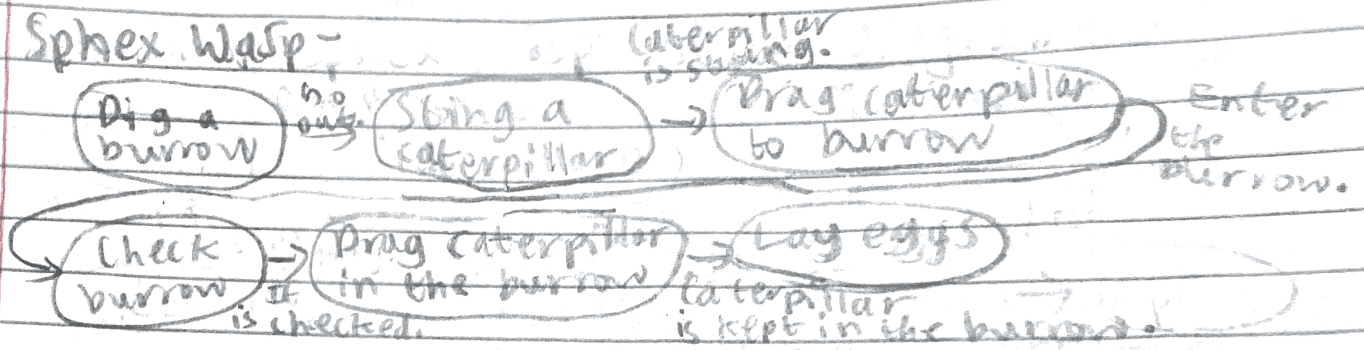 Sphex Wasp-
Caterpillar
is stung.
Dig a
burrow
no
out.
Sting a
caterpillar
Drag caterpillar
to burrow
Enter
the
burrow.
Check
burrow
It
is checked.
Drag caterpillar
in the burrow
Caterpillar
is kept in the burrow.
Lay eggs